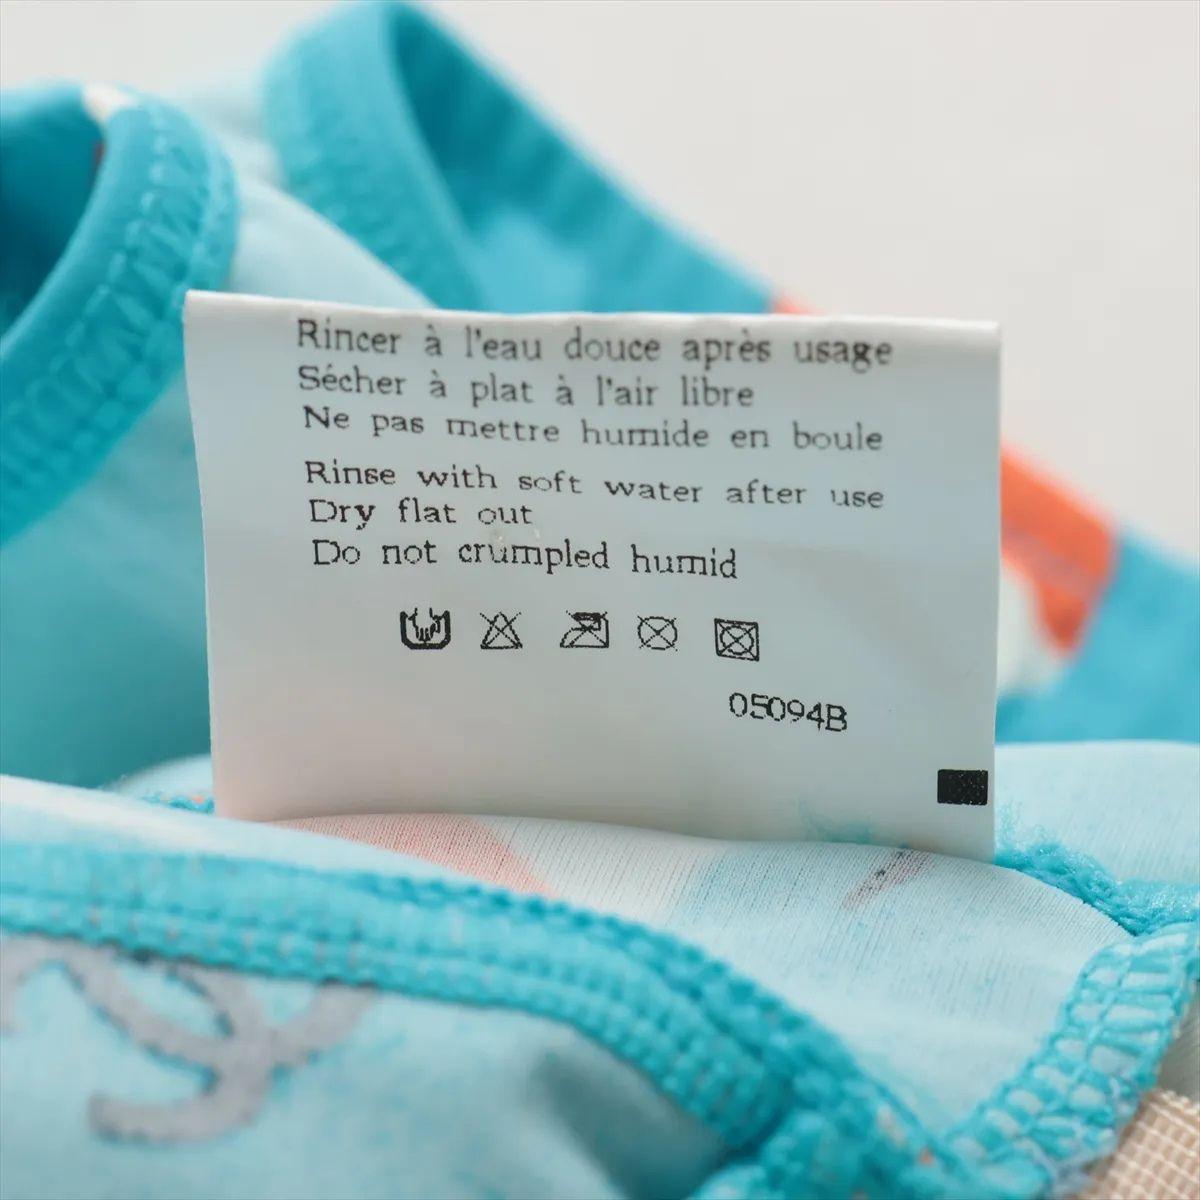 Rincer à l'eau douce après usage
Sécher à plat à l'air libre
Ne pas mettre humide en boule
Rinse with soft water after use
Dry flat out
Do not crumpled humid
05094B